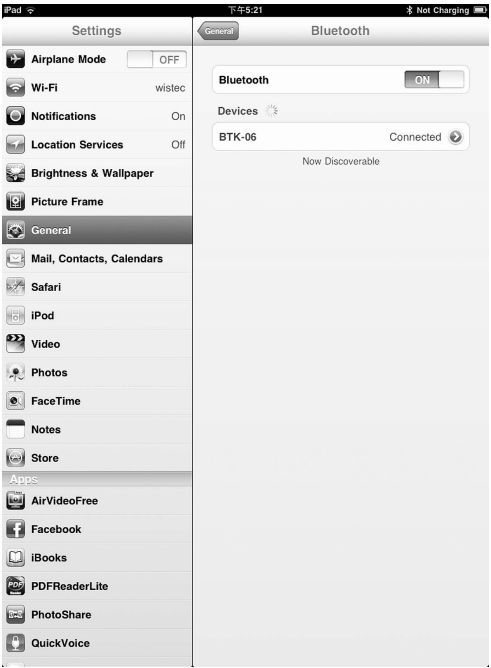 iPad
下午5:21
Not Charging
Settings
General
Bluetooth
Airplane Mode OFF
Wi-Fi wistec
Notifications On
Location Services Off
Brightness & Wallpaper
Picture Frame
General
Mail, Contacts, Calendars
Safari
iPod
Video
Photos
FaceTime
Notes
Store
Apps
AirVideoFree
Facebook
iBooks
PDF
Reader
PDFReaderLite
PhotoShare
QuickVoice
Bluetooth ON
Devices
BTK-06 Connected
Now Discoverable